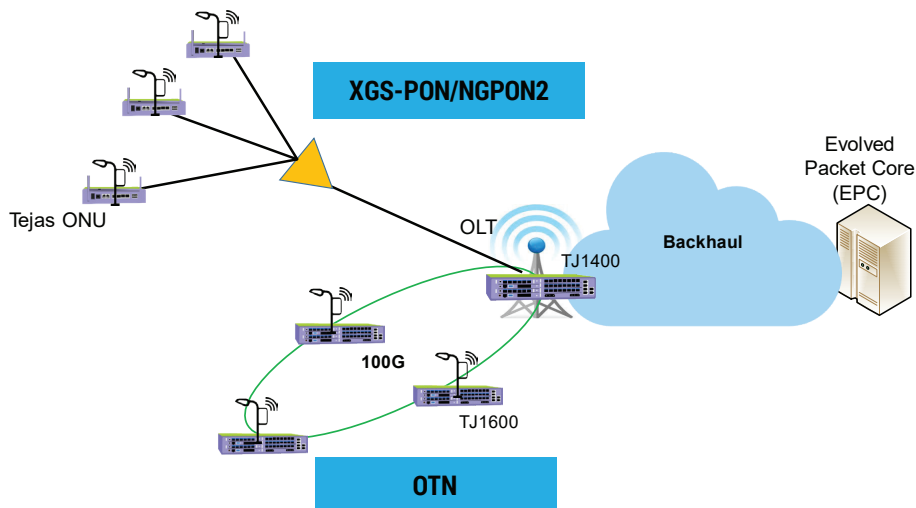 XGS-PON/NGPON2
Evolved
Packet Core
(EPC)
Tejas ONU
OLT
Backhaul
TJ1400
100G
TJ1600
OTN